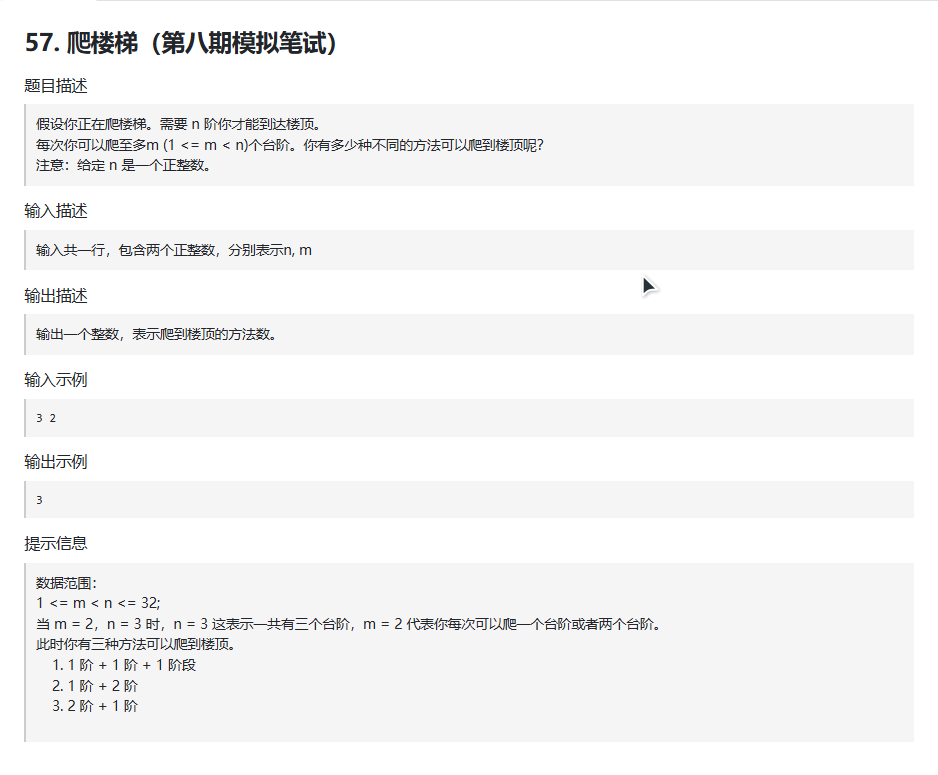 57. 爬楼梯（第八期模拟笔试）
题目描述
假设你正在爬楼梯。需要 n 阶你才能到达楼顶。
每次你可以爬至多m (1 <= m < n)个台阶。你有多少种不同的方法可以爬到楼顶呢?
注意：给定 n 是一个正整数。
输入描述
输入共一行，包含两个正整数，分别表示n, m
输出描述
输出一个整数，表示爬到楼顶的方法数。
输入示例
3 2
输出示例
3
提示信息
数据范围：
1 <= m < n <= 32;
当 m = 2，n = 3 时，n = 3 这表示一共有三个台阶，m = 2 代表你每次可以爬一个台阶或者两个台阶。
此时你有三种方法可以爬到楼顶。
1. 1 阶 + 1 阶 + 1 阶段
2. 1 阶 + 2 阶
3. 2 阶 + 1 阶